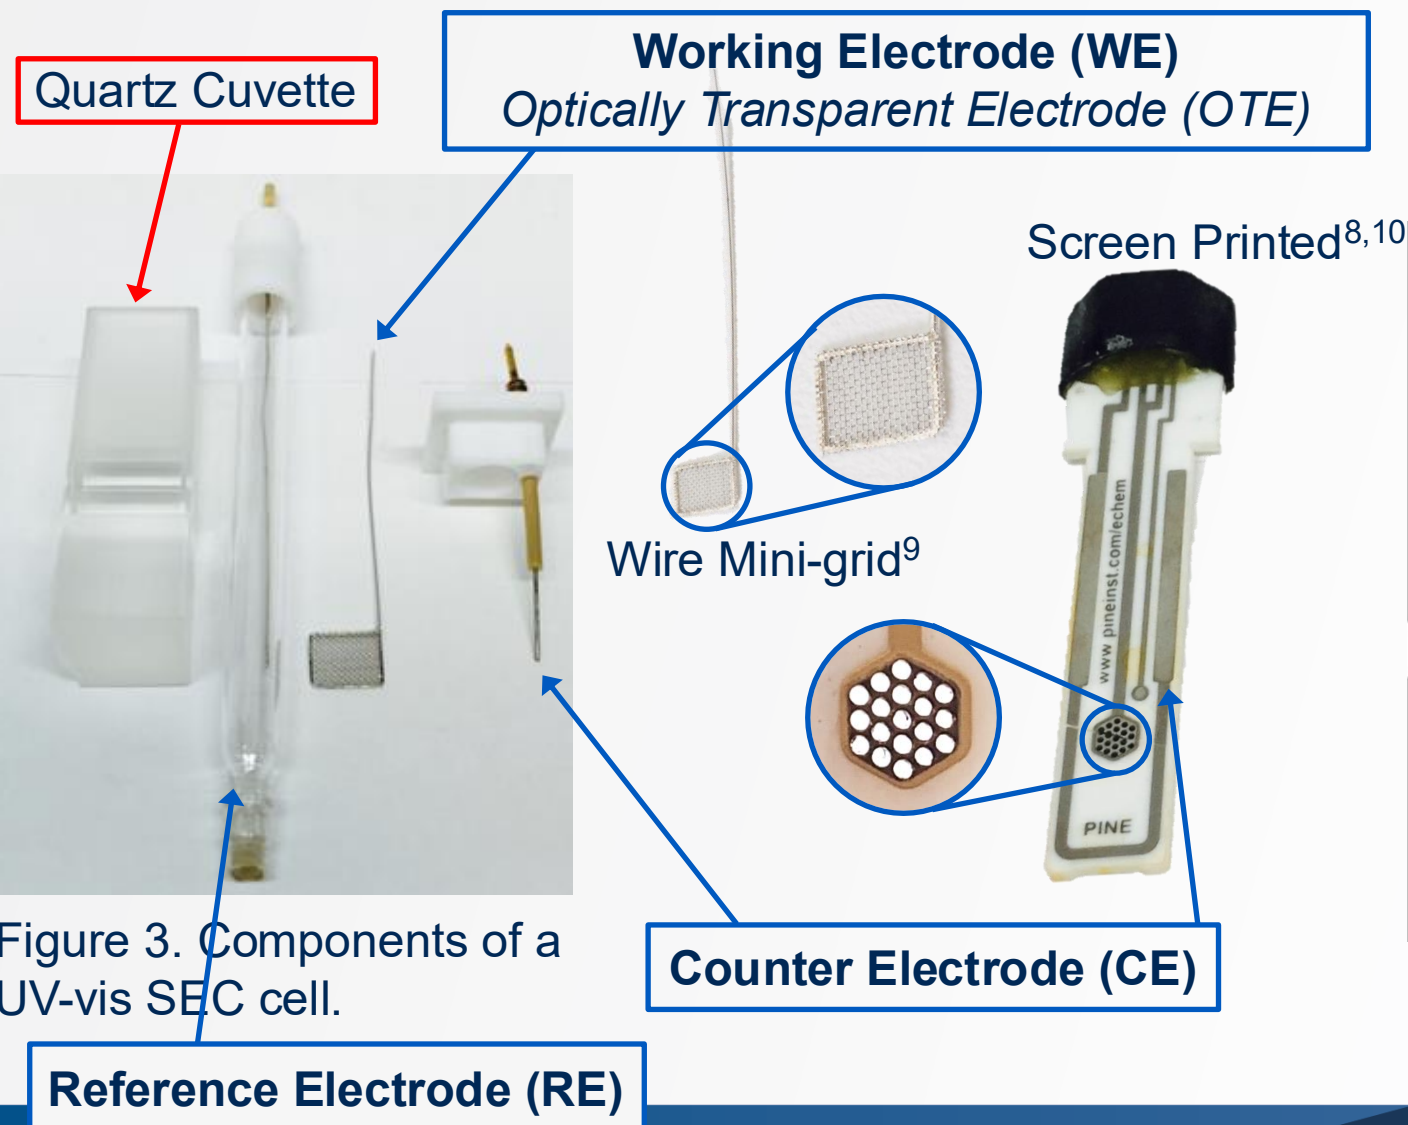 Working Electrode (WE)
Optically Transparent Electrode (OTE)
Quartz Cuvette
Screen Printed8,10
www.pineinst.com/echem
Wire Mini-grid9
PINE
Figure 3. Components of a
UV-vis SEC cell.
Counter Electrode (CE)
Reference Electrode (RE)